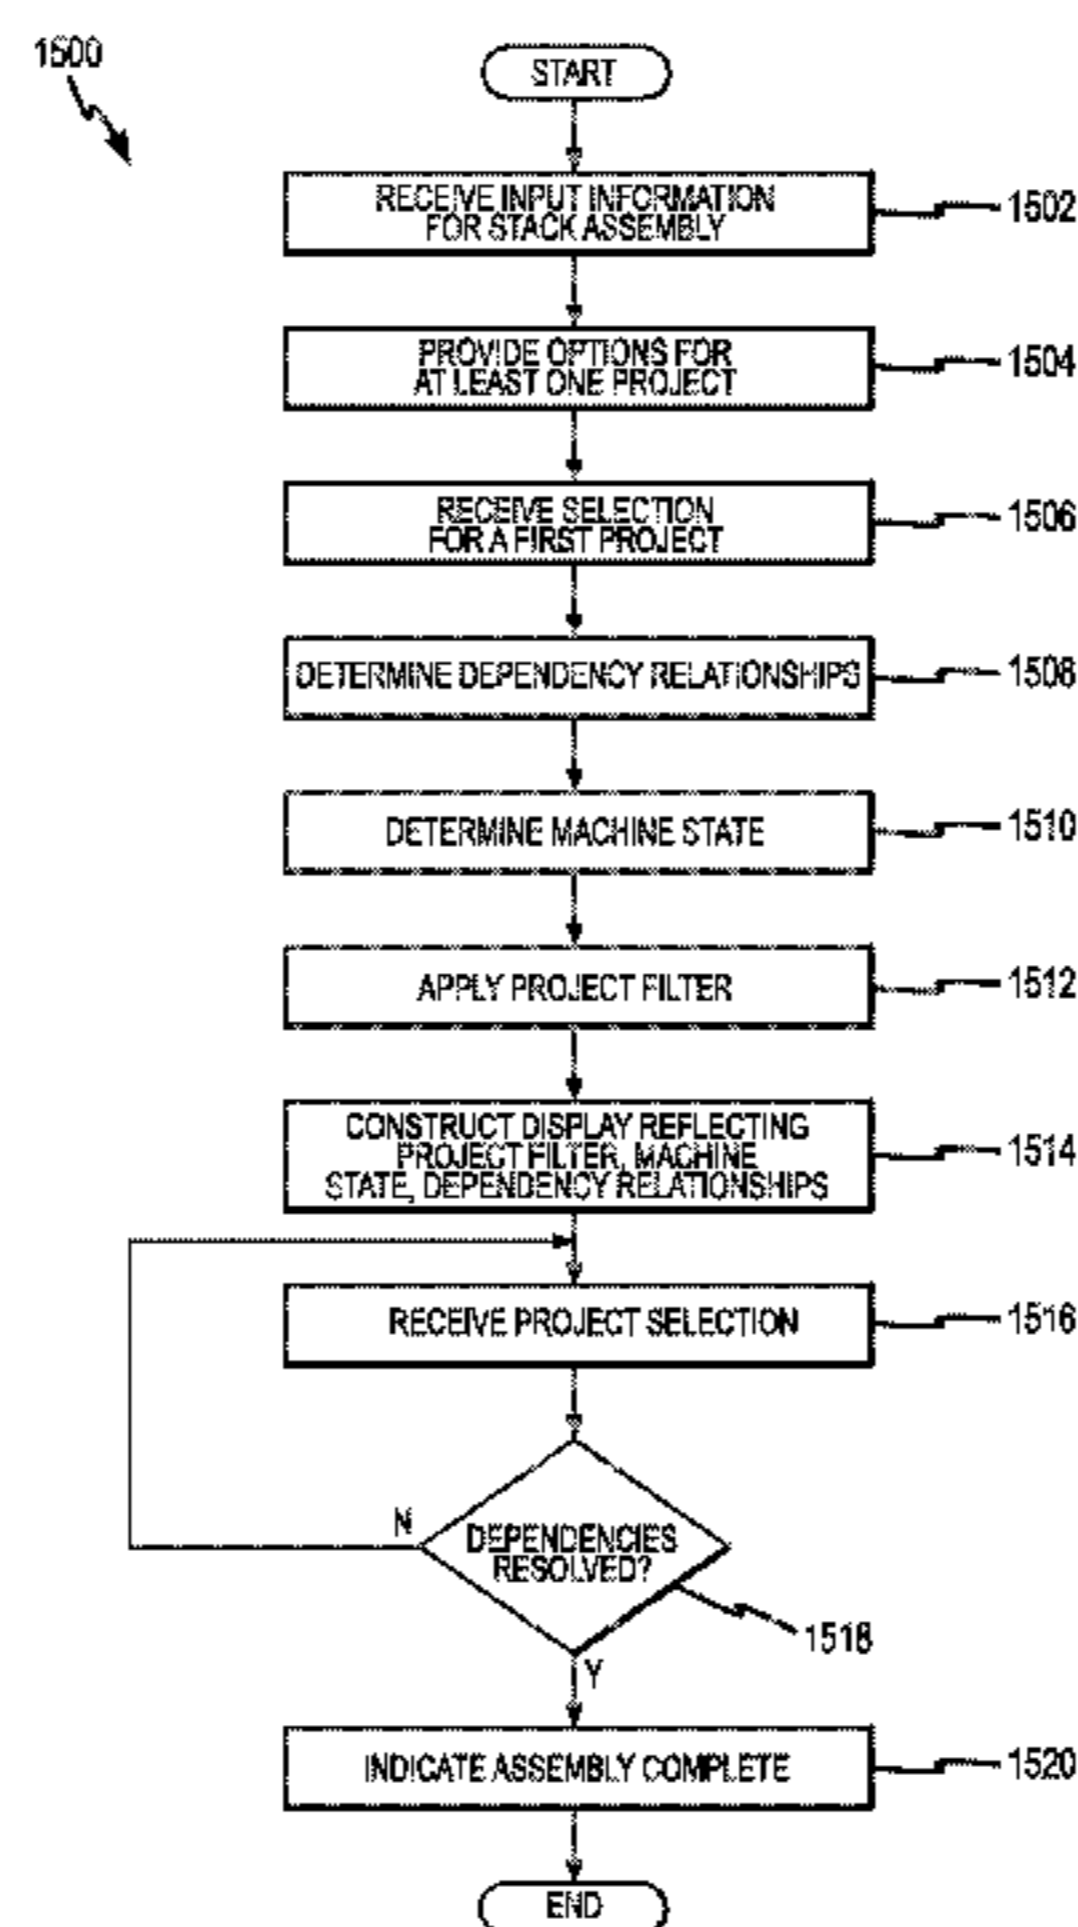 1500
START
RECEIVE INPUT INFORMATION
FOR STACK ASSEMBLY
1502
PROVIDE OPTIONS FOR
AT LEAST ONE PROJECT
1504
RECEIVE SELECTION
FOR A FIRST PROJECT
1506
DETERMINE DEPENDENCY RELATIONSHIPS
1508
DETERMINE MACHINE STATE
1510
APPLY PROJECT FILTER
1512
CONSTRUCT DISPLAY REFLECTING
PROJECT FILTER, MACHINE
STATE, DEPENDENCY RELATIONSHIPS
1514
RECEIVE PROJECT SELECTION
1516
N
DEPENDENCIES
RESOLVED?
1518
Y
INDICATE ASSEMBLY COMPLETE
1520
END